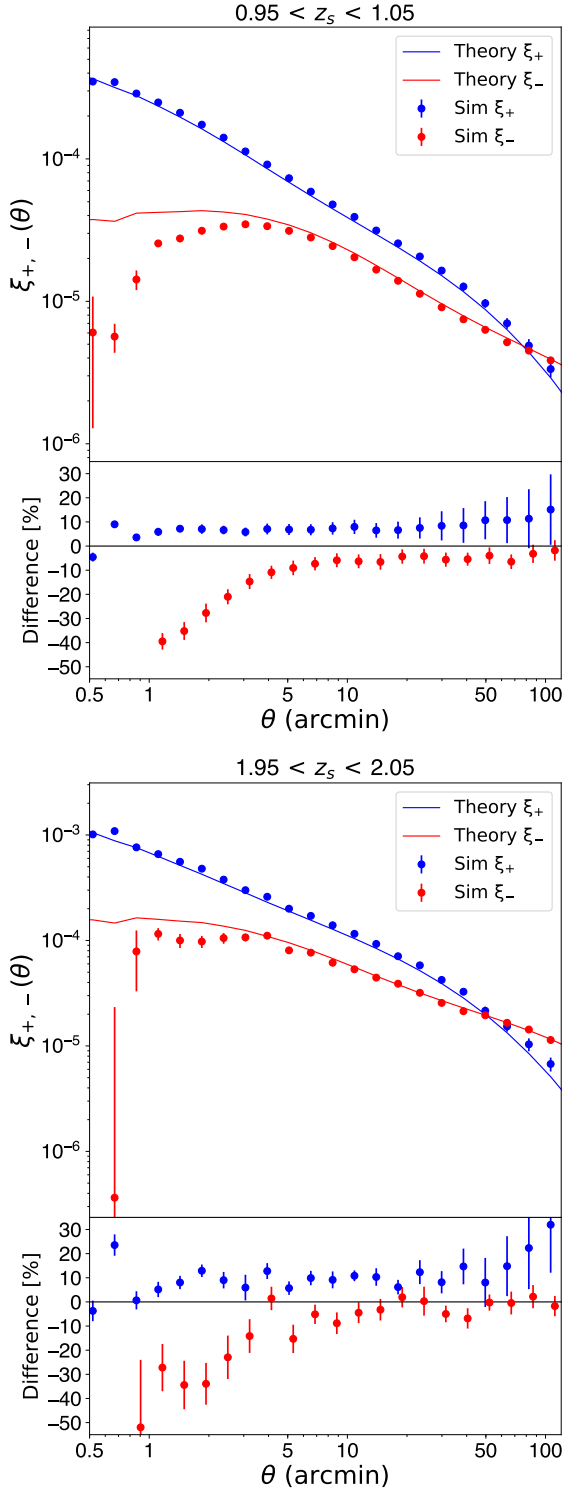 0.95 < z_s < 1.05
Theory ξ₊
Theory ξ₋
Sim ξ₊
Sim ξ₋
10⁻⁴
10⁻⁵
10⁻⁶
ξ₊,₋(θ)
30
20
10
0
−10
−20
−30
−40
−50
Difference [%]
0.5 1 5 10 50 100
θ (arcmin)
1.95 < z_s < 2.05
Theory ξ₊
Theory ξ₋
Sim ξ₊
Sim ξ₋
10⁻³
10⁻⁴
10⁻⁵
10⁻⁶
ξ₊,₋(θ)
30
20
10
0
−10
−20
−30
−40
−50
Difference [%]
0.5 1 5 10 50 100
θ (arcmin)